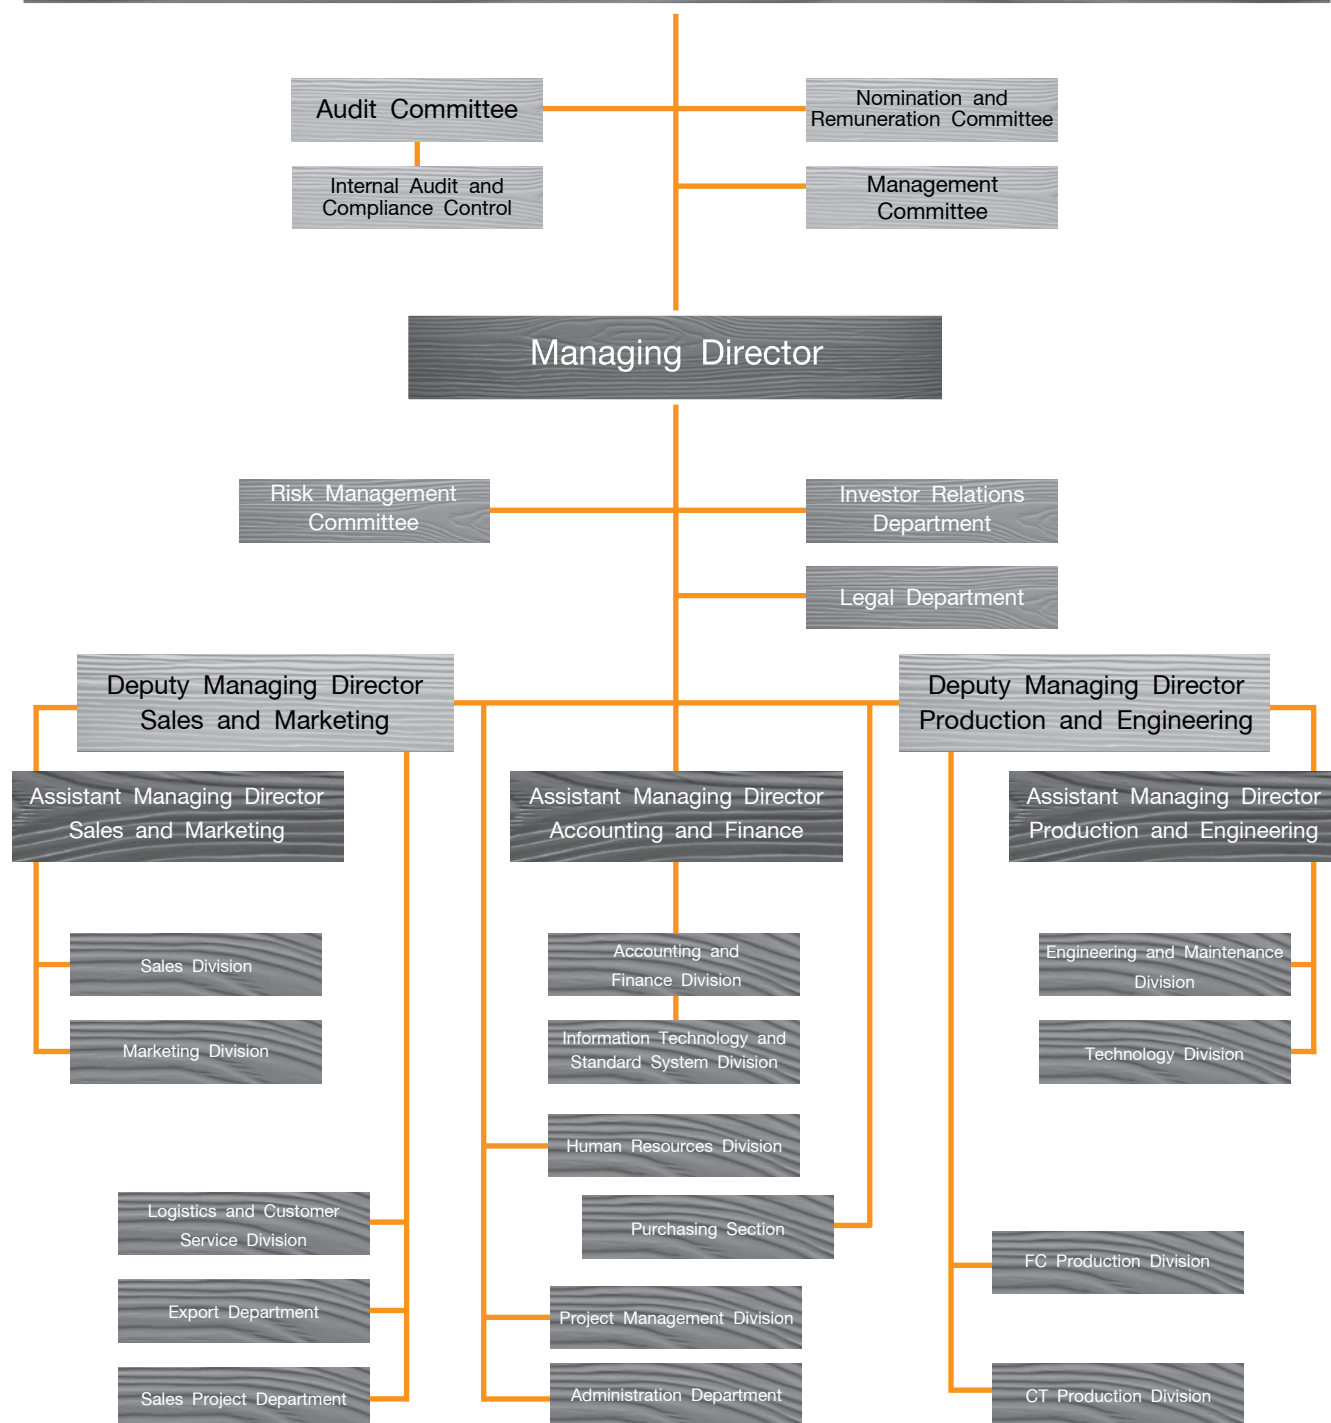 Audit Committee
Nomination and
Remuneration Committee
Internal Audit and
Compliance Control
Management
Committee
Managing Director
Risk Management
Committee
Investor Relations
Department
Legal Department
Deputy Managing Director
Sales and Marketing
Deputy Managing Director
Production and Engineering
Assistant Managing Director
Sales and Marketing
Assistant Managing Director
Accounting and Finance
Assistant Managing Director
Production and Engineering
Sales Division
Accounting and
Finance Division
Engineering and Maintenance
Division
Marketing Division
Information Technology and
Standard System Division
Technology Division
Human Resources Division
Logistics and Customer
Service Division
Purchasing Section
FC Production Division
Export Department
Project Management Division
Sales Project Department
Administration Department
CT Production Division